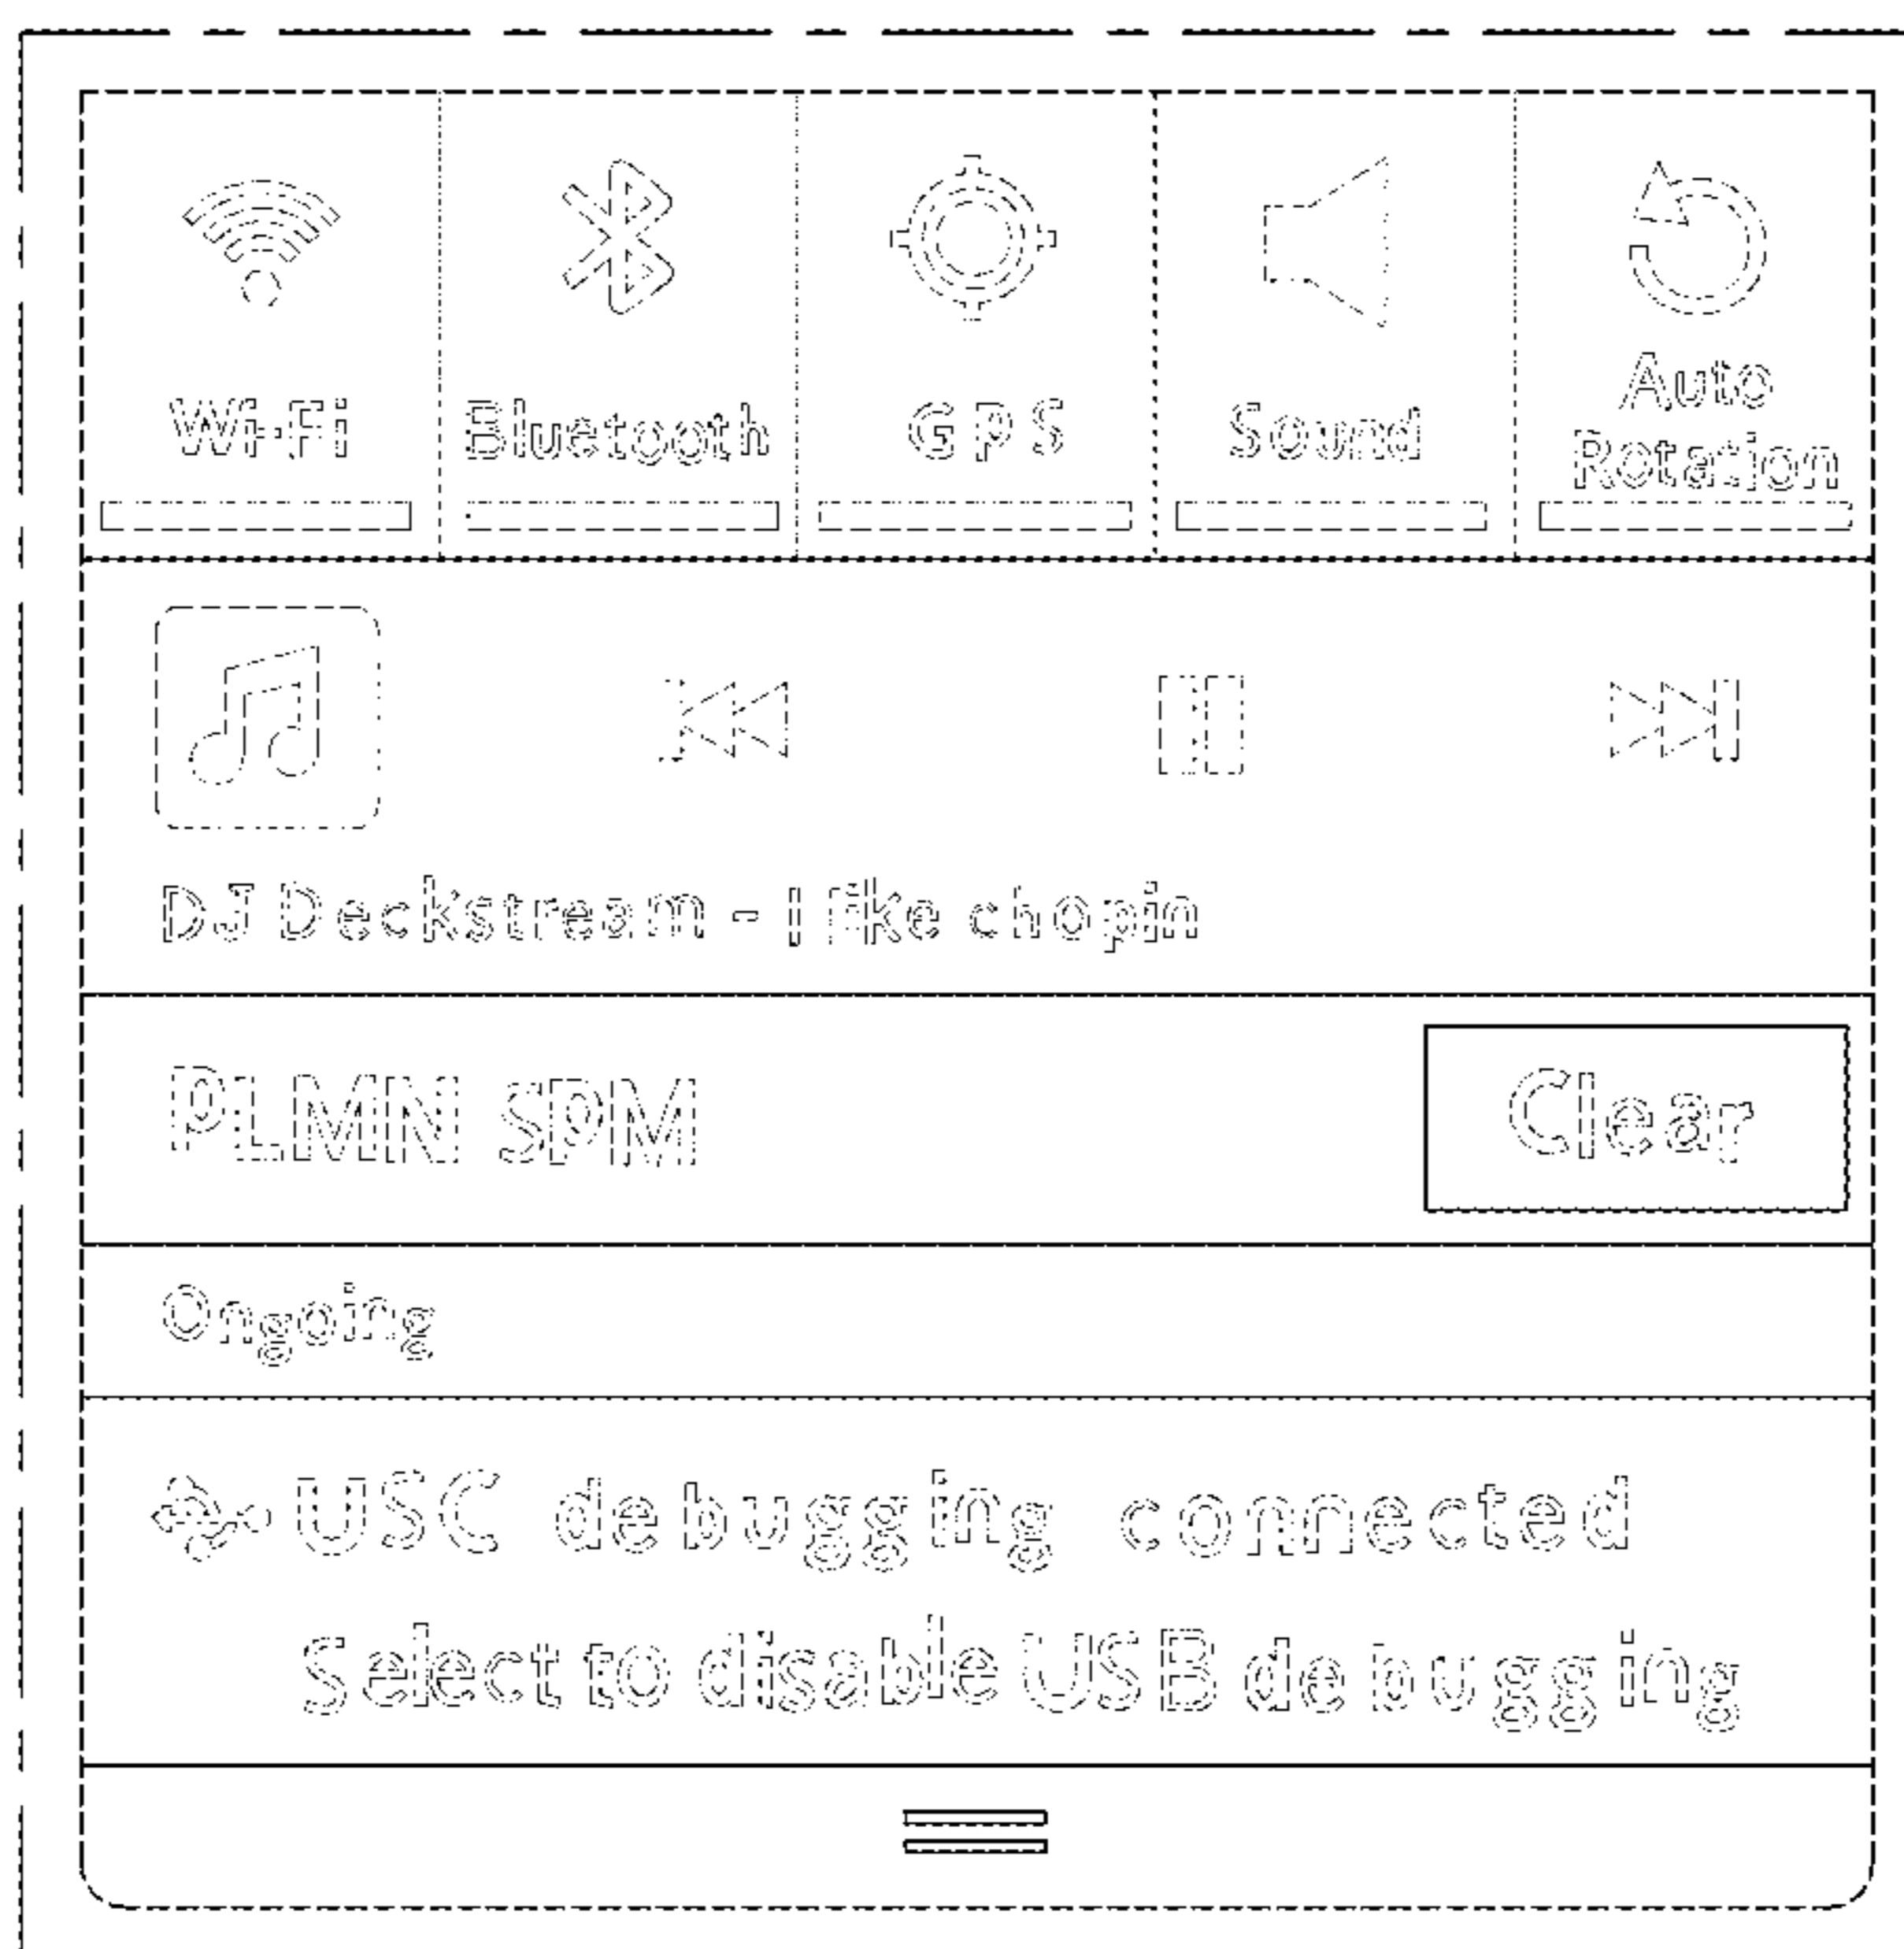 Wi-Fi Bluetooth GPS Sound Auto Rotation
DJ Deckstream - I like chopin
PLMN SPM Clear
Ongoing
USC debugging connected
Select to disable USB debugging